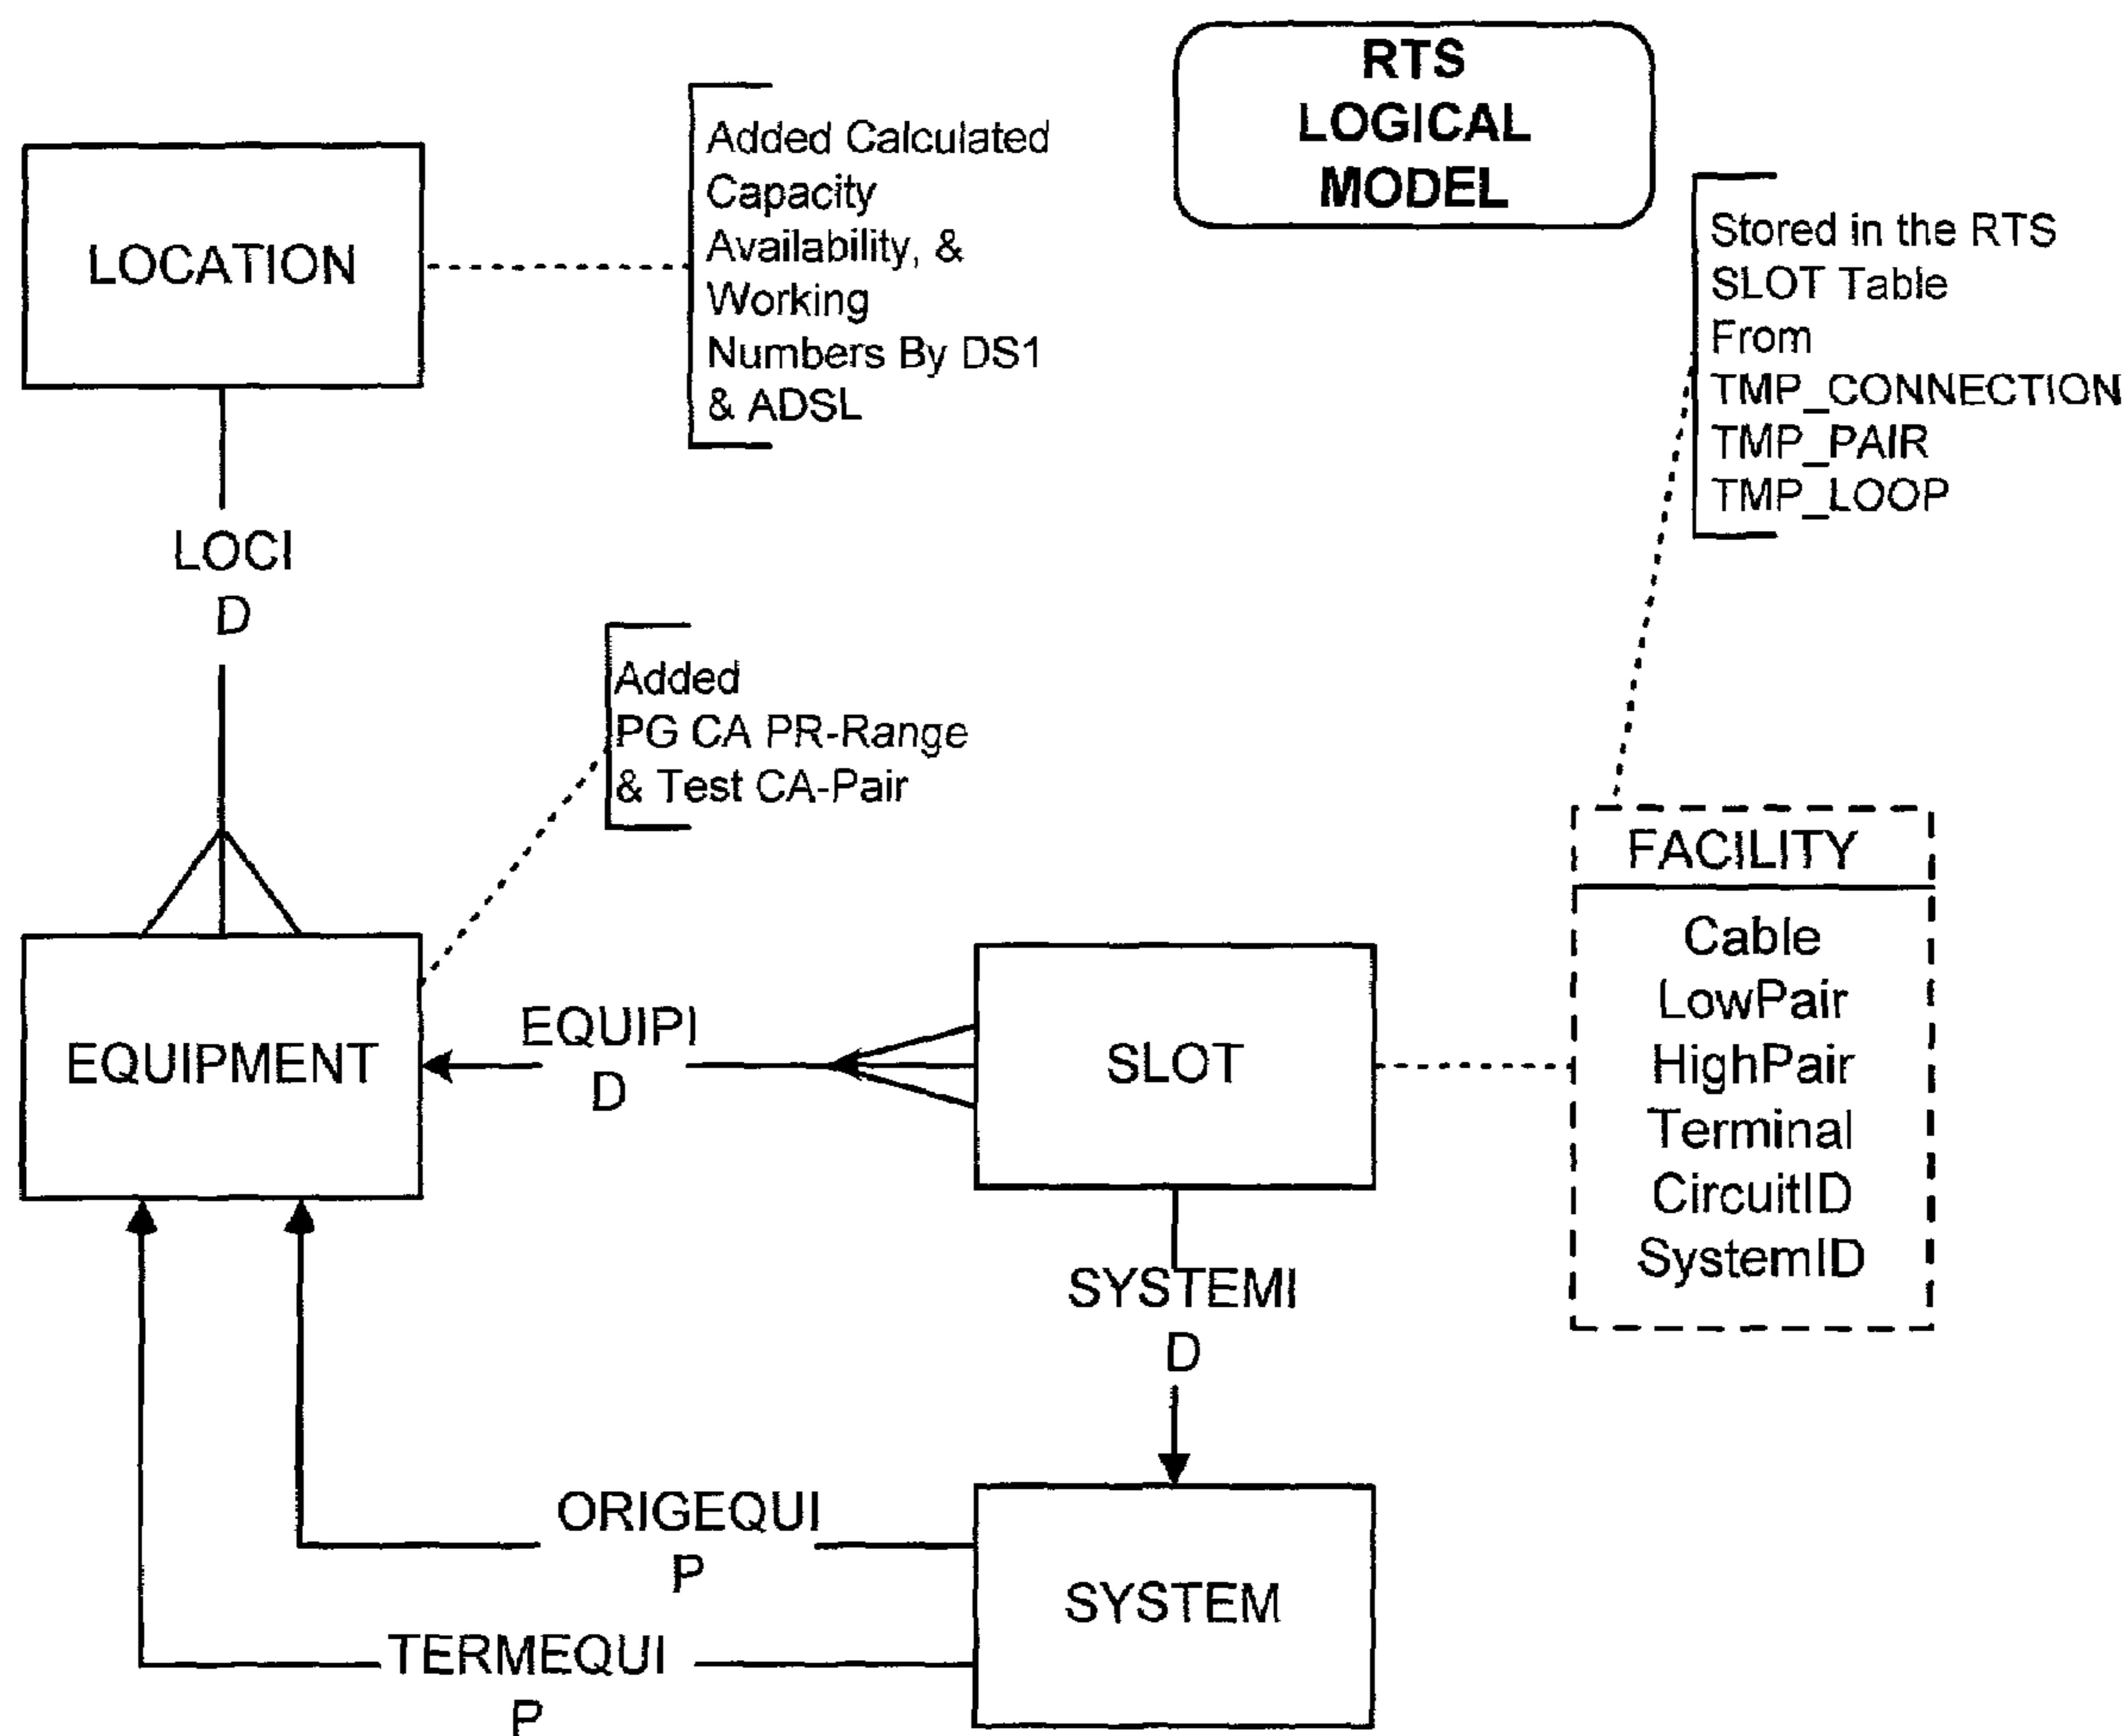 RTS
LOGICAL
MODEL
LOCATION
Added Calculated
Capacity
Availability, &
Working
Numbers By DS1
& ADSL
Stored in the RTS
SLOT Table
From
TMP_CONNECTION
TMP_PAIR
TMP_LOOP
LOCI
D
Added
PG CA PR-Range
& Test CA-Pair
FACILITY
Cable
LowPair
HighPair
Terminal
CircuitID
SystemID
EQUIPMENT
EQUIPI
D
SLOT
SYSTEMI
D
ORIGEQUI
P
SYSTEM
TERMEQUI
P